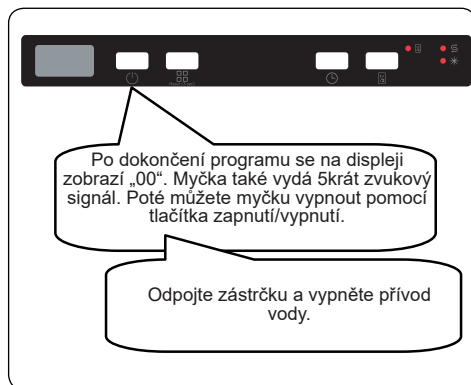 Po dokončení programu se na displeji
zobrazí „00“. Myčka také vydá 5krát zvukový
signál. Poté můžete myčku vypnout pomocí
tlačítka zapnutí/vypnutí.
Odpojte zástrčku a vypněte přívod
vody.